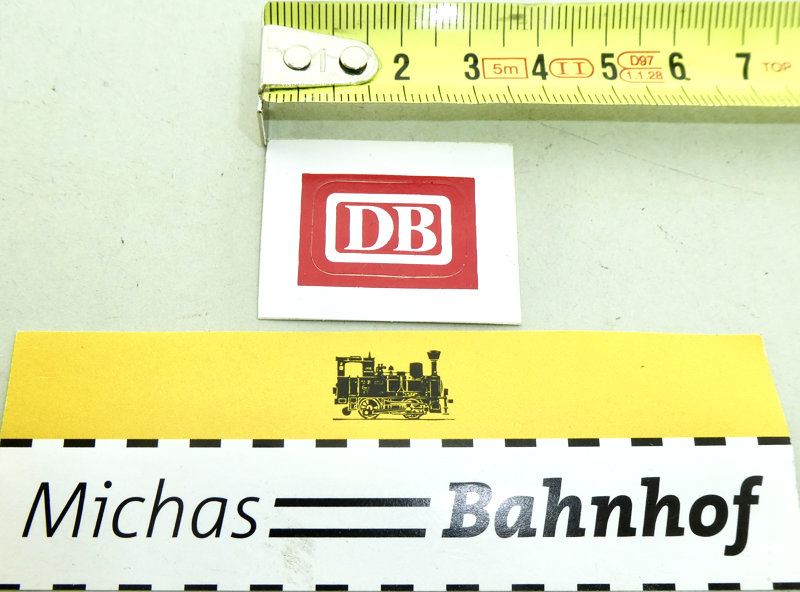 2 3 5m 4 II 5 D97 6 7 TOP
1.1.28
DB
Michas Bahnhof